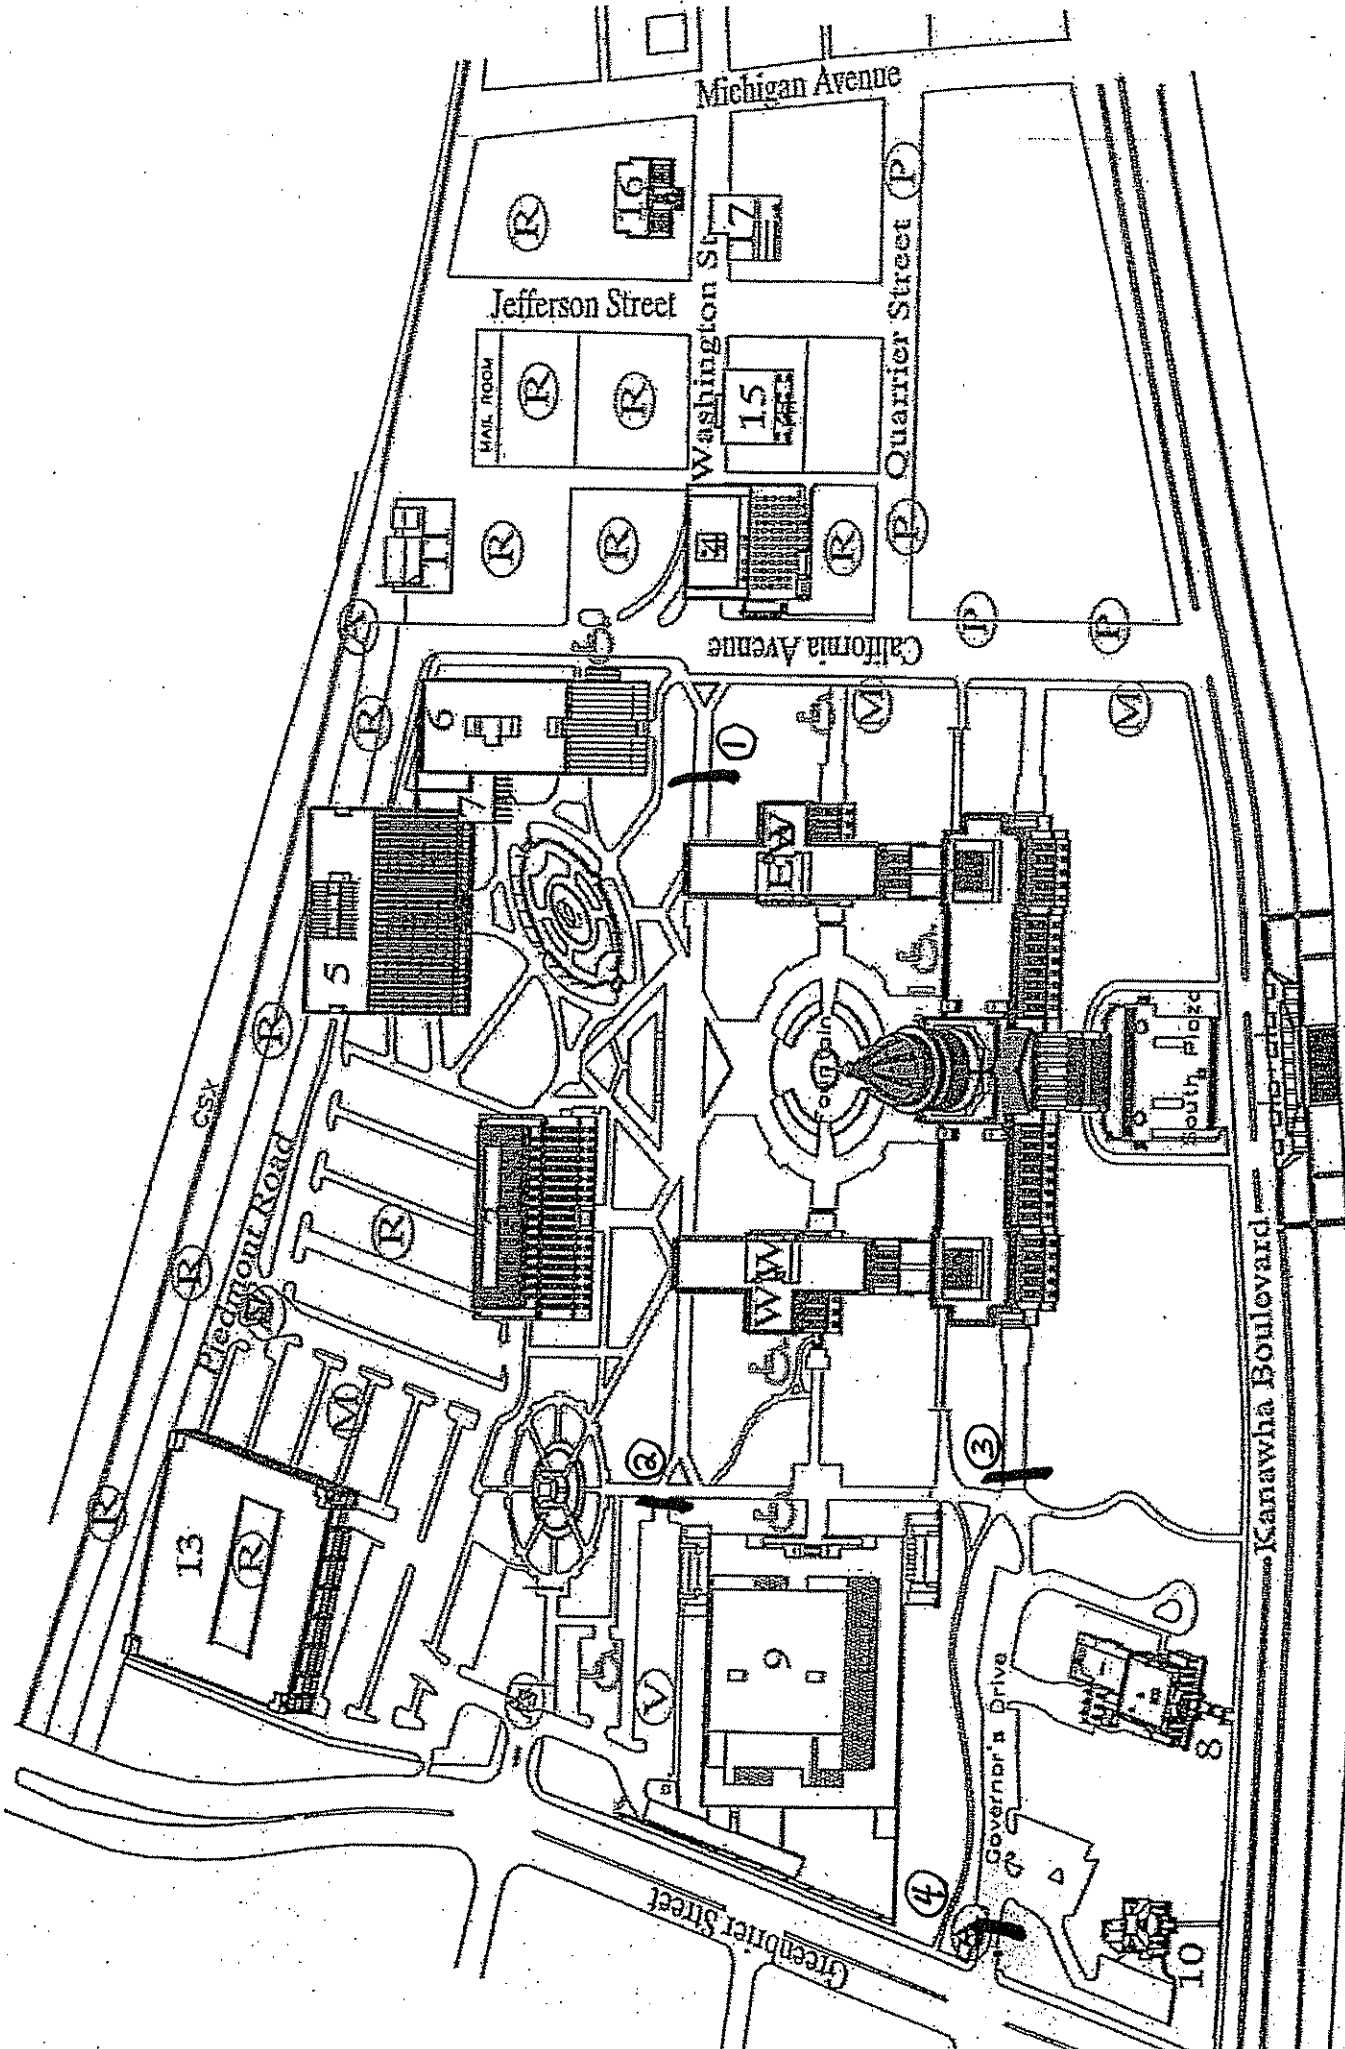 Michigan Avenue
R
16
17
P
Jefferson Street
Washington St
Quarrier Street
MAIL ROOM
R
R
15
11
R
R
4
R
P
R
6
California Avenue
P
P
M
M
7
1
5
E.W.
R
CSX
Piedmont Road
R
R
Fountain
South Plaza
W.W.
Kanawha Boulevard
M
R
13
R
2
3
9
V
Governor's Drive
8
4
Greenbrier Street
10